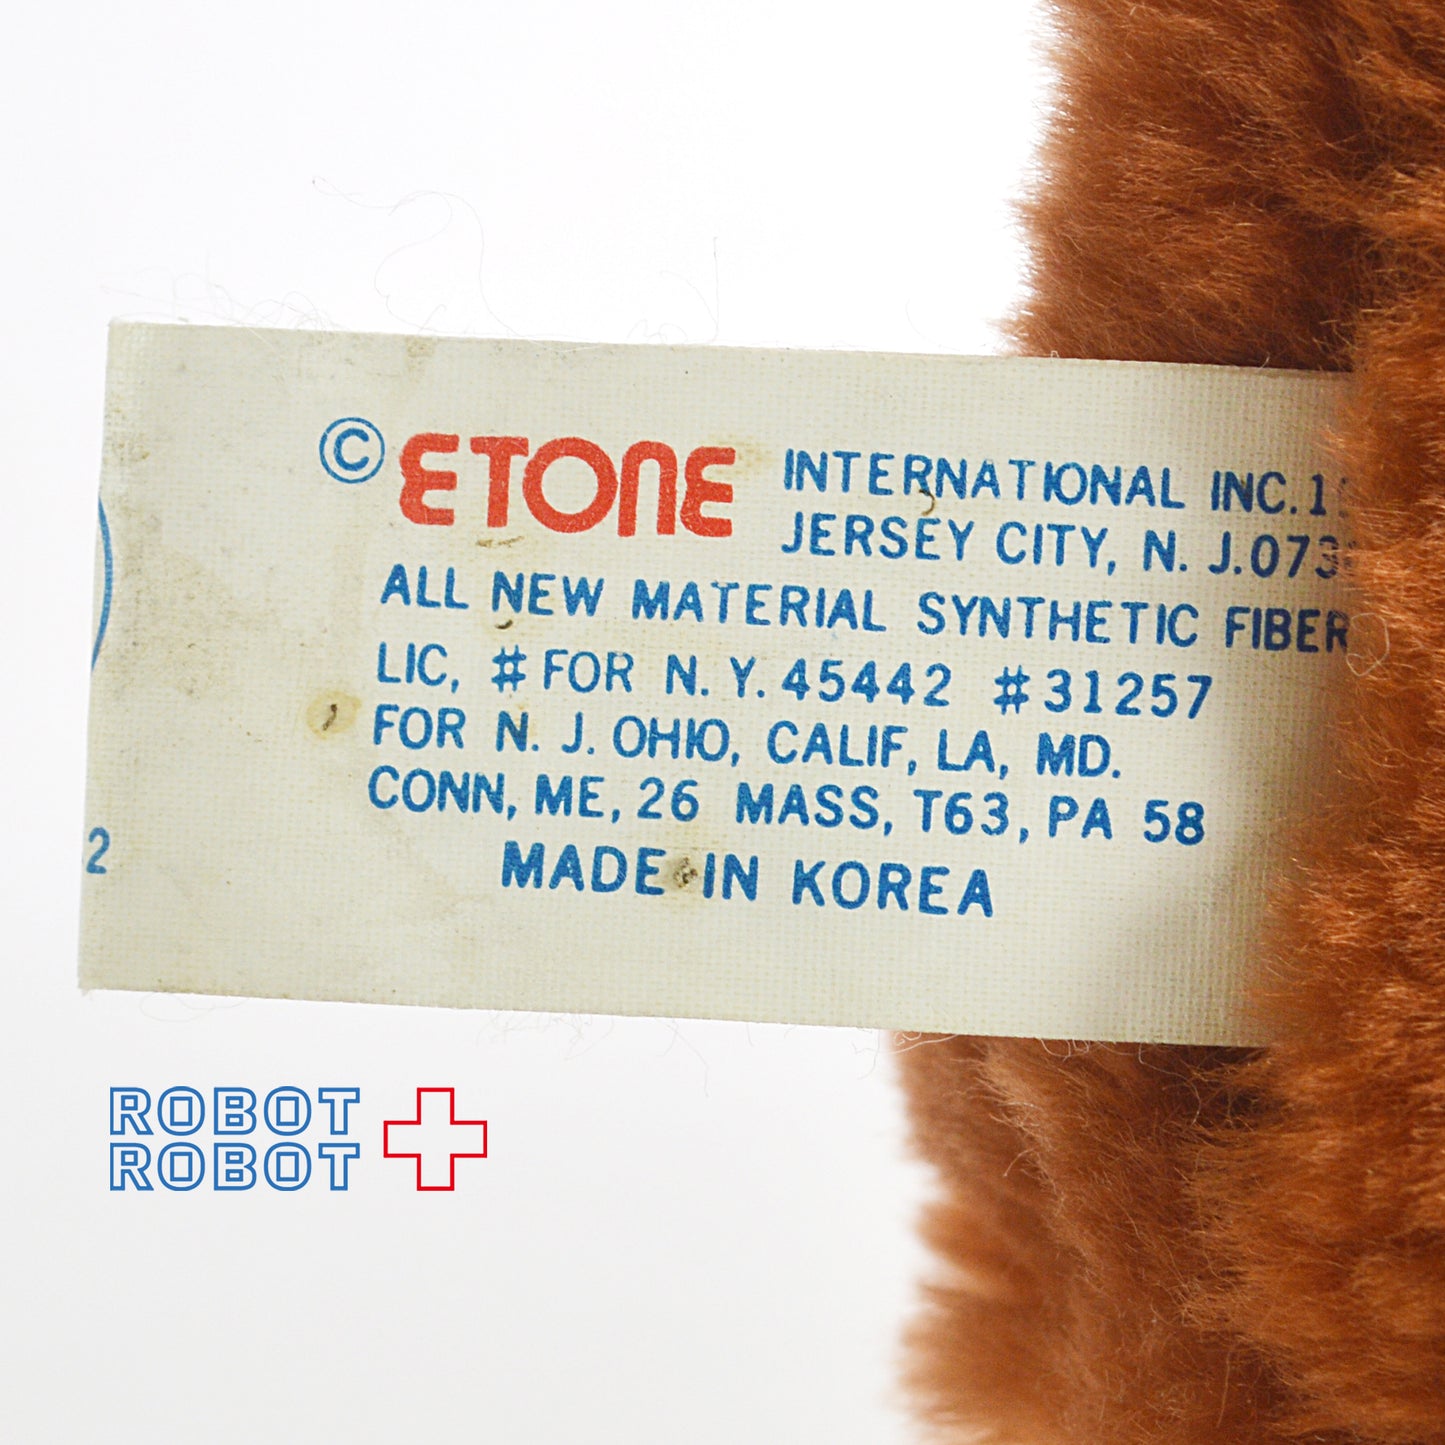 © ETONE INTERNATIONAL INC.
JERSEY CITY, N. J.
ALL NEW MATERIAL SYNTHETIC FIBER
LIC, # FOR N. Y. 45442 #31257
FOR N. J. OHIO, CALIF, LA, MD.
CONN, ME, 26 MASS, T63, PA 58
MADE IN KOREA
2
ROBOT
ROBOT